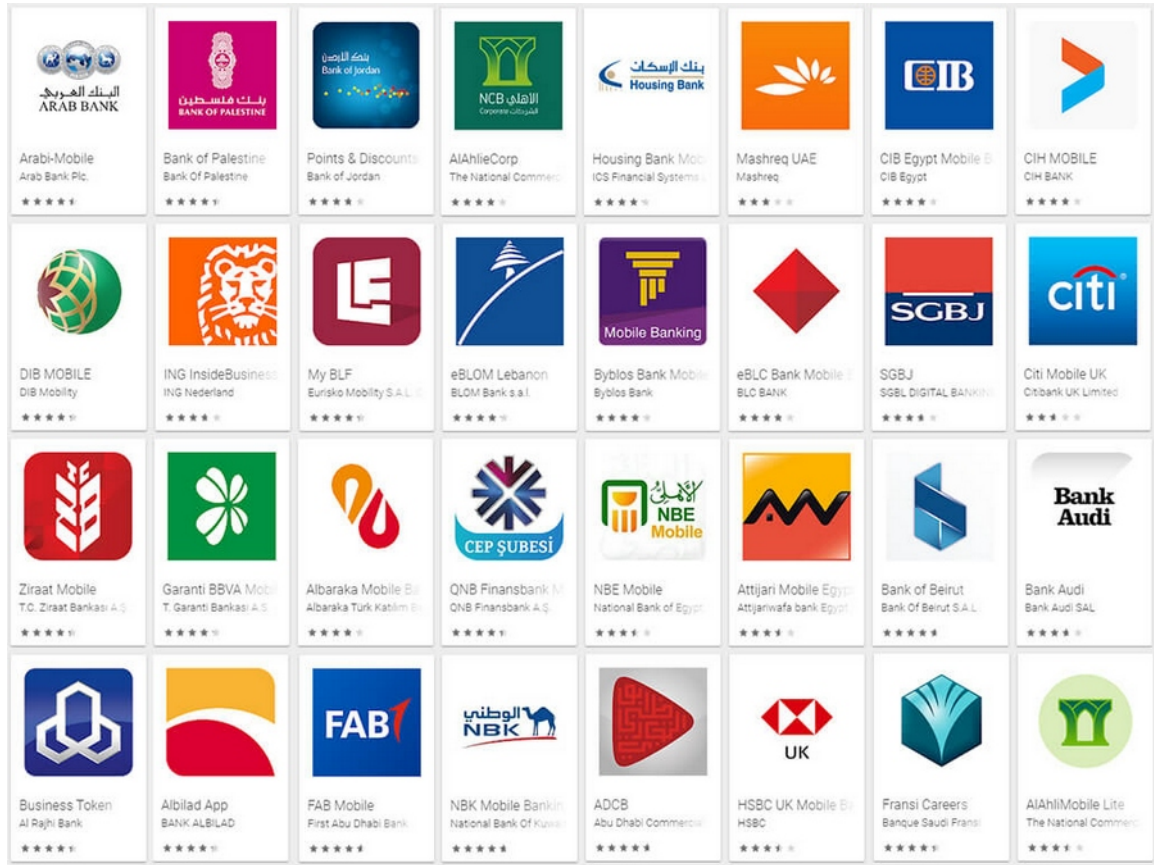 البنك العربي
ARAB BANK
Arabi-Mobile
Arab Bank Plc.
بنك فلسطين
BANK OF PALESTINE
Bank of Palestine
Bank Of Palestine
بنك الأردن
Bank of Jordan
Points & Discounts
Bank of Jordan
NCB الأهلي
Corporate الشركات
AlAhlieCorp
The National Commerc
بنك الإسكان
Housing Bank
Housing Bank Mob
ICS Financial Systems L
Mashreq UAE
Mashreq
CIB
CIB Egypt Mobile B
CIB Egypt
CIH MOBILE
CIH BANK
DIB MOBILE
DIB Mobility
ING InsideBusiness
ING Nederland
LF
My BLF
Eurisko Mobility S.A.L.
eBLOM Lebanon
BLOM Bank s.a.l.
Mobile Banking
Byblos Bank Mobile
Byblos Bank
eBLC Bank Mobile
BLC BANK
SGBJ
SGBJ
SGBL DIGITAL BANKIN
citi
Citi Mobile UK
Citibank UK Limited
TC
Ziraat Mobile
T.C. Ziraat Bankası A.Ş.
Garanti BBVA Mobi
T. Garanti Bankası A.S.
Albaraka Mobile Ba
Albaraka Türk Katılım B
CEP ŞUBESİ
QNB Finansbank M
QNB Finansbank A.Ş.
الأهلي
NBE
Mobile
NBE Mobile
National Bank of Egypt
Attijari Mobile Egyp
Attijariwafa bank Egypt
Bank of Beirut
Bank Of Beirut S.A.L
Bank
Audi
Bank Audi
Bank Audi SAL
Business Token
Al Rajhi Bank
Albilad App
BANK ALBILAD
FAB
FAB Mobile
First Abu Dhabi Bank
الوطني
NBK
NBK Mobile Bankin
National Bank Of Kuwa
ADCB
Abu Dhabi Commercia
UK
HSBC UK Mobile Ba
HSBC
Fransi Careers
Banque Saudi Fransi
AlAhliMobile Lite
The National Commerc